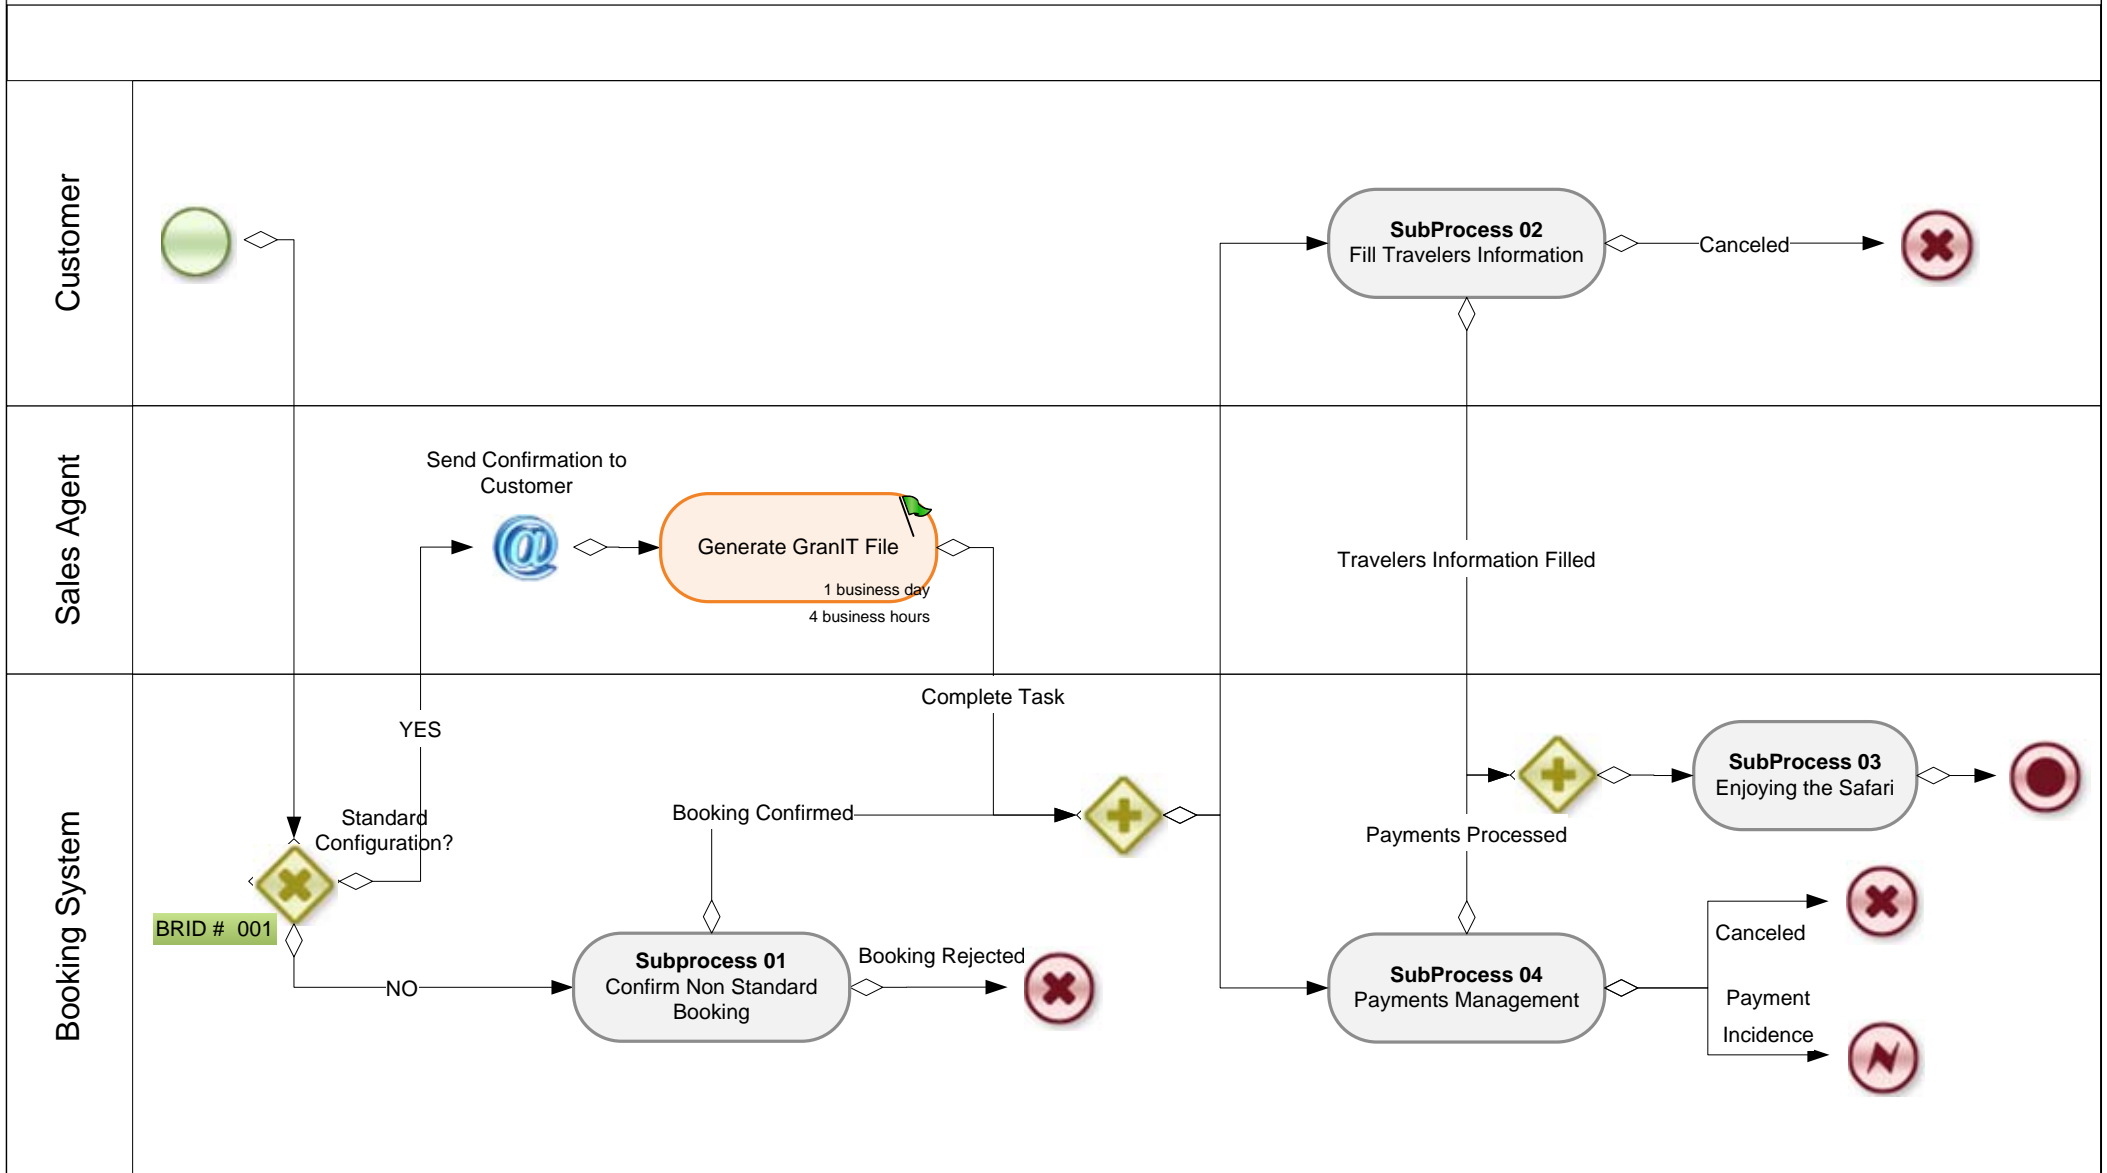 Customer
SubProcess 02
Fill Travelers Information
Canceled
Sales Agent
Send Confirmation to
Customer
Generate GranIT File
1 business day
4 business hours
Travelers Information Filled
Booking System
Complete Task
YES
Standard
Configuration?
Booking Confirmed
SubProcess 03
Enjoying the Safari
Payments Processed
BRID # 001
NO
Subprocess 01
Confirm Non Standard
Booking
Booking Rejected
SubProcess 04
Payments Management
Canceled
Payment
Incidence